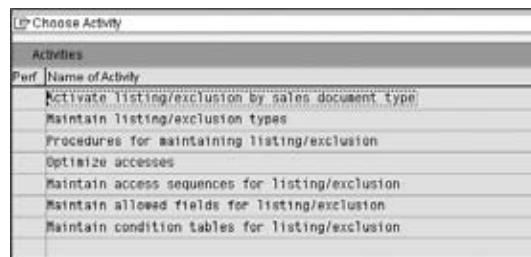 Choose Activity
Activities
Perf Name of Activity
Activate listing/exclusion by sales document type
Maintain listing/exclusion types
Procedures for maintaining listing/exclusion
Optimize accesses
Maintain access sequences for listing/exclusion
Maintain allowed fields for listing/exclusion
Maintain condition tables for listing/exclusion